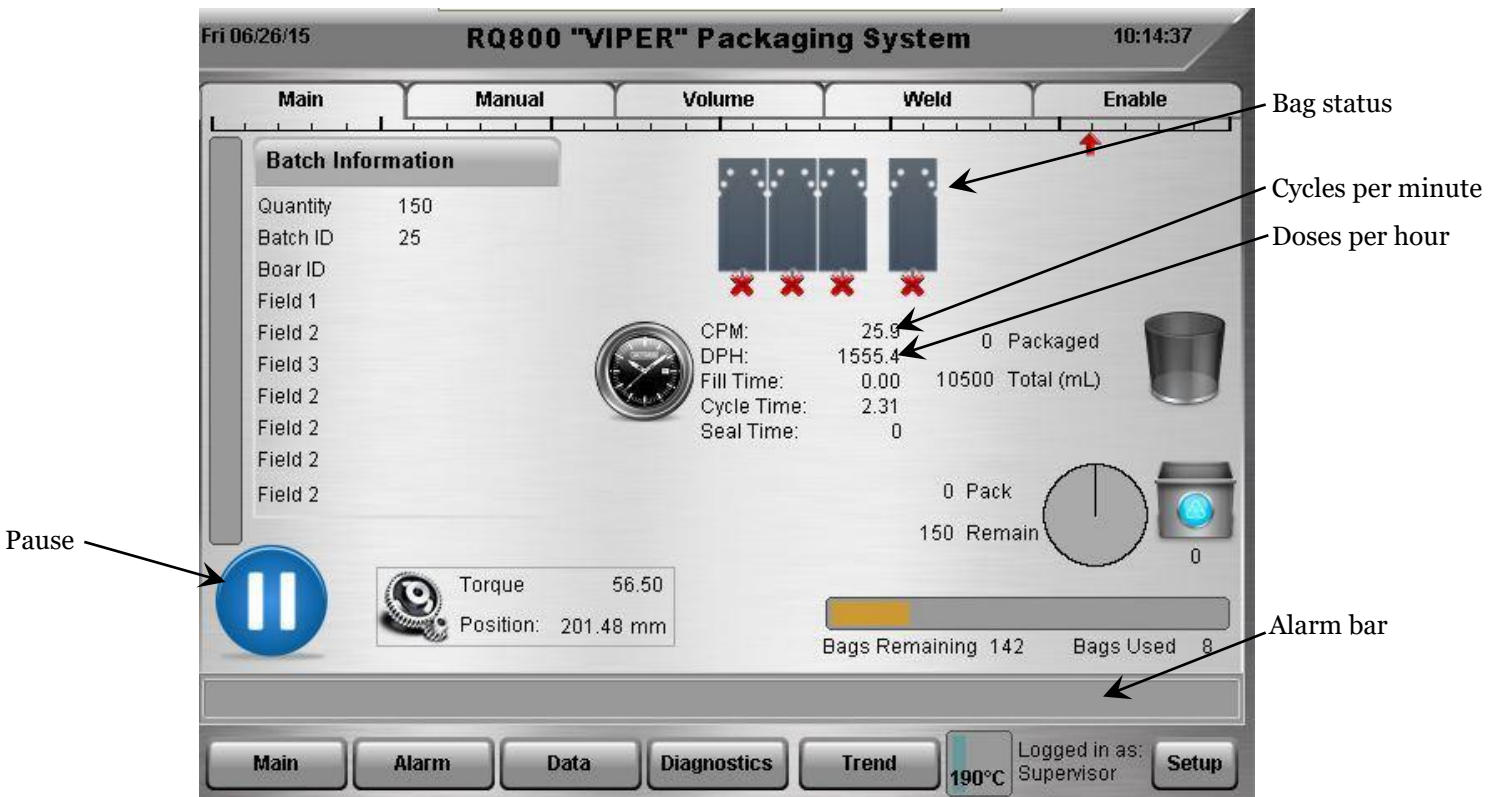 Fri 06/26/15 RQ800 "VIPER" Packaging System 10:14:37
Main Manual Volume Weld Enable
Bag status
Batch Information
Quantity 150
Batch ID 25
Boar ID
Field 1
Field 2
Field 3
Field 2
Field 2
Field 2
Field 2
Cycles per minute
Doses per hour
CPM: 25.9
DPH: 1555.4
Fill Time: 0.00
Cycle Time: 2.31
Seal Time: 0
0 Packaged
10500 Total (mL)
0 Pack
150 Remain
0
Pause
Torque 56.50
Position: 201.48 mm
Bags Remaining 142 Bags Used 8
Alarm bar
Main Alarm Data Diagnostics Trend 190°C Logged in as: Setup
Supervisor